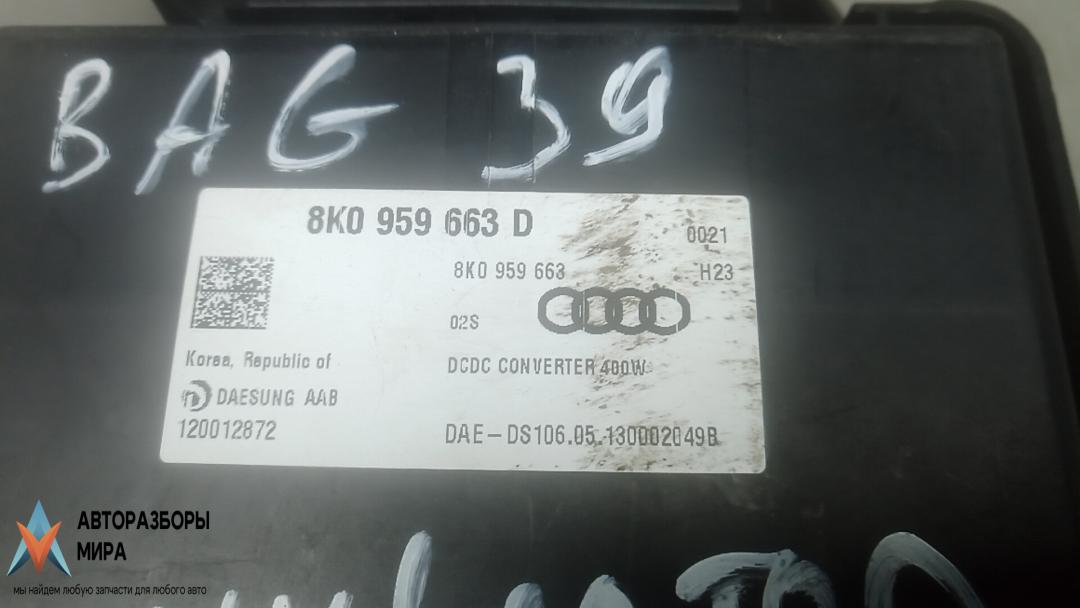 BAG 39
8K0 959 663 D
0021
8K0 959 663
H23
02S
Korea, Republic of
DCDC CONVERTER 400W
DAESUNG AAB
120012872
DAE-DS106.05.130002049B
АВТОРАЗБОРЫ
МИРА
мы найдем любую запчасти для любого авто